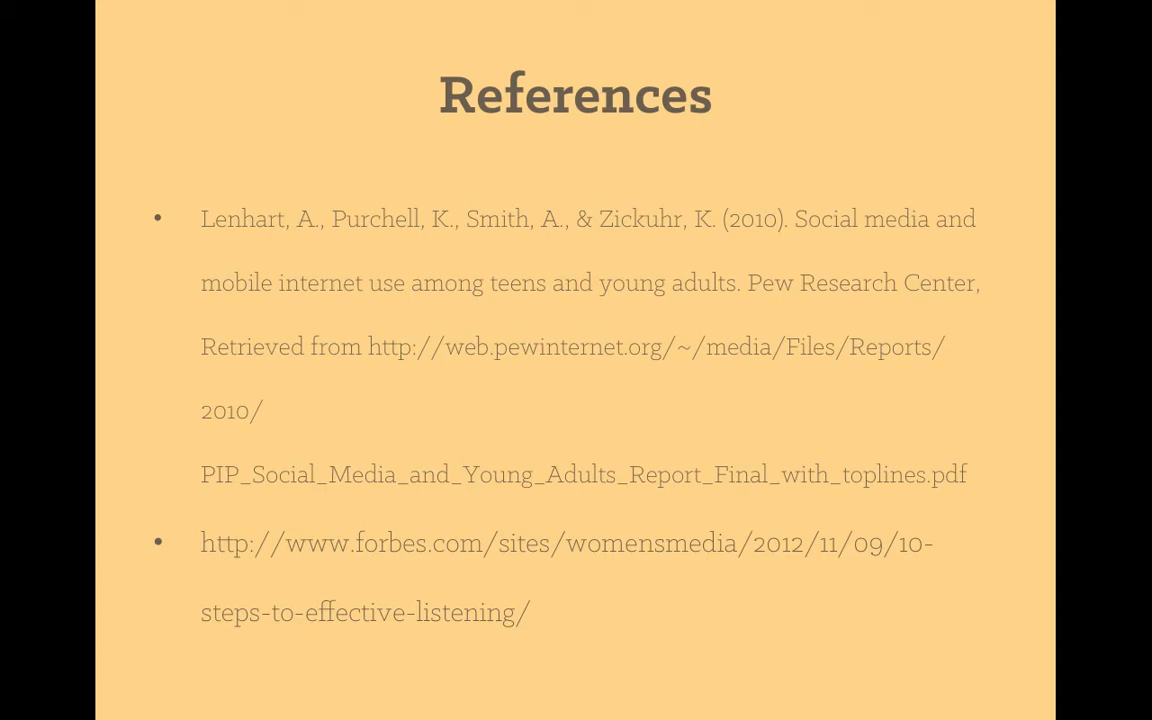 References
• Lenhart, A., Purchell, K., Smith, A., & Zickuhr, K. (2010). Social media and
mobile internet use among teens and young adults. Pew Research Center,
Retrieved from http://web.pewinternet.org/~/media/Files/Reports/
2010/
PIP_Social_Media_and_Young_Adults_Report_Final_with_toplines.pdf
• http://www.forbes.com/sites/womensmedia/2012/11/09/10-
steps-to-effective-listening/